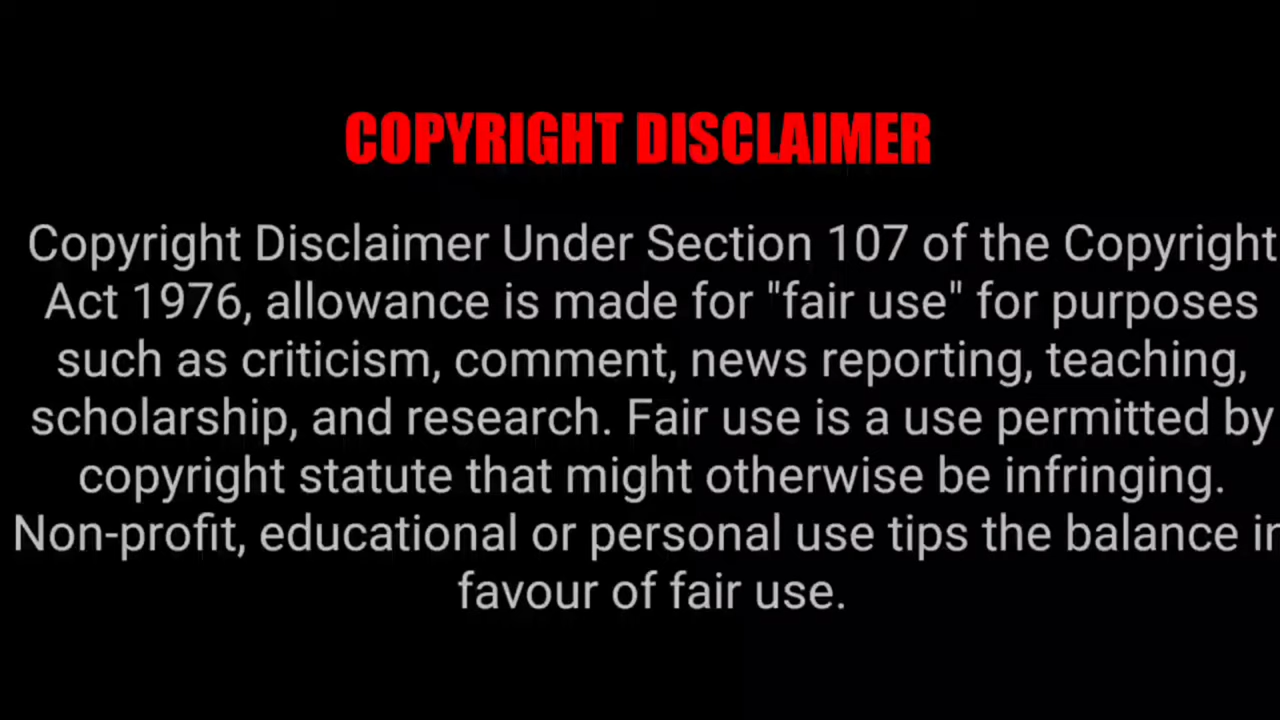 COPYRIGHT DISCLAIMER
Copyright Disclaimer Under Section 107 of the Copyright
Act 1976, allowance is made for "fair use" for purposes
such as criticism, comment, news reporting, teaching,
scholarship, and research. Fair use is a use permitted by
copyright statute that might otherwise be infringing.
Non-profit, educational or personal use tips the balance in
favour of fair use.